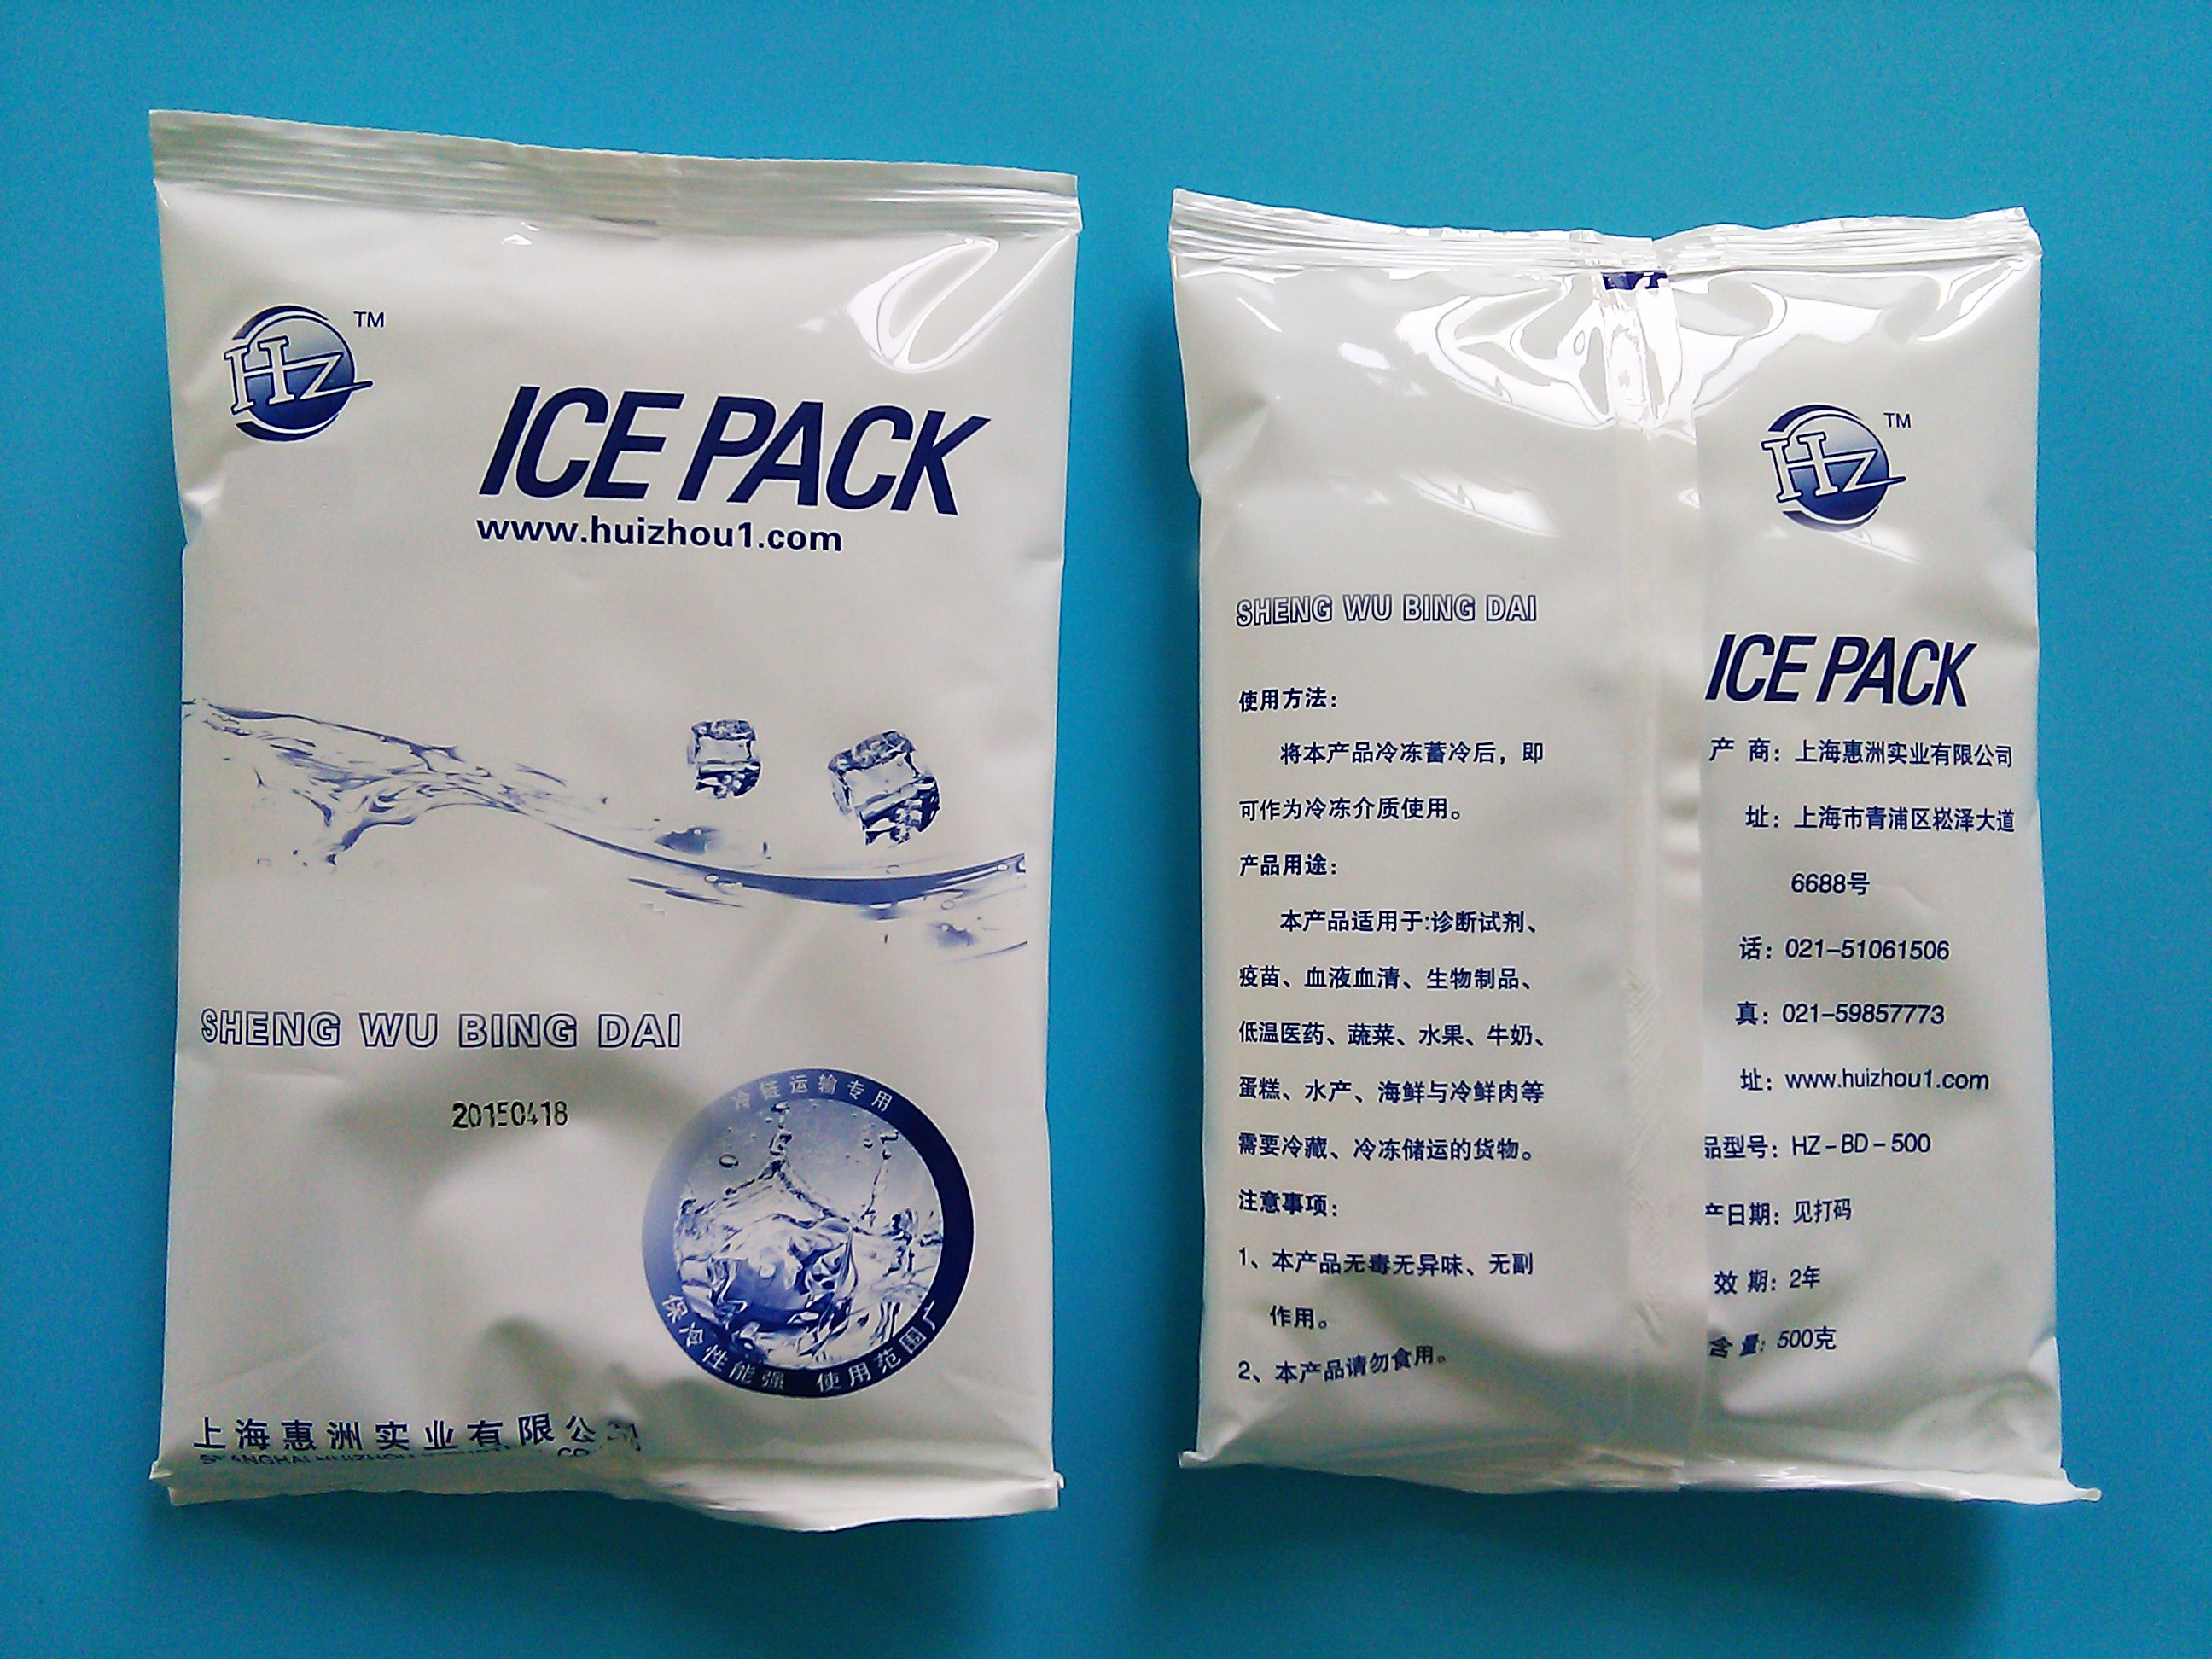 Hz TM
ICE PACK
www.huizhou1.com
SHENG WU BING DAI
20150418
冷链运输专用
保冷性能强 使用范围广
上海惠洲实业有限公司
SHANGHAI HUIZHOU CO
SHENG WU BING DAI
使用方法：
将本产品冷冻蓄冷后，即
可作为冷冻介质使用。
产品用途：
本产品适用于:诊断试剂、
疫苗、血液血清、生物制品、
低温医药、蔬菜、水果、牛奶、
蛋糕、水产、海鲜与冷鲜肉等
需要冷藏、冷冻储运的货物。
注意事项：
1、本产品无毒无异味、无副
作用。
2、本产品请勿食用。
Hz TM
ICE PACK
产 商：上海惠洲实业有限公司
址：上海市青浦区崧泽大道
6688号
话：021-51061506
真：021-59857773
址：www.huizhou1.com
品型号：HZ-BD-500
产日期：见打码
效 期：2年
含 量：500克